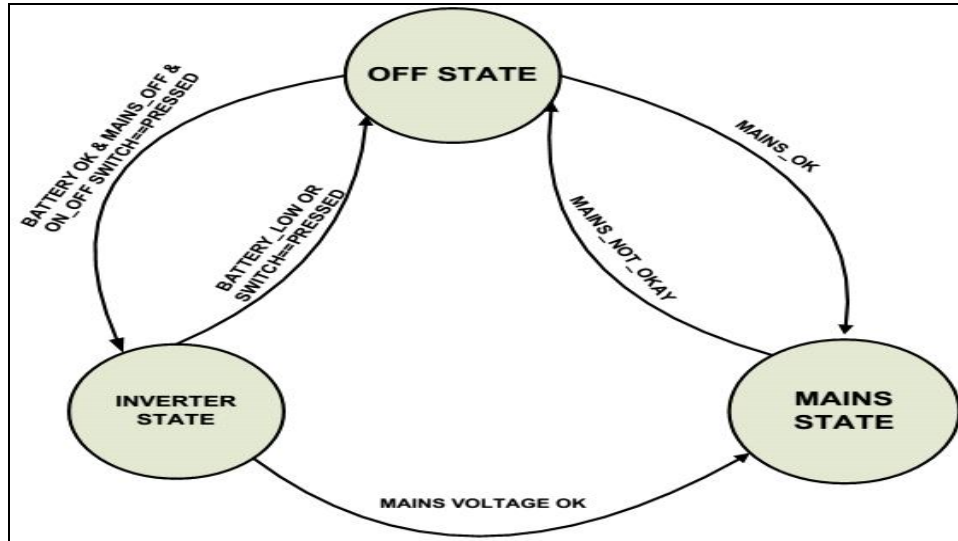 OFF STATE
BATTERY OK & MAINS_OFF &
ON_OFF SWITCH==PRESSED
BATTERY_LOW OR
SWITCH==PRESSED
MAINS_NOT_OKAY
MAINS_OK
INVERTER
STATE
MAINS
STATE
MAINS VOLTAGE OK